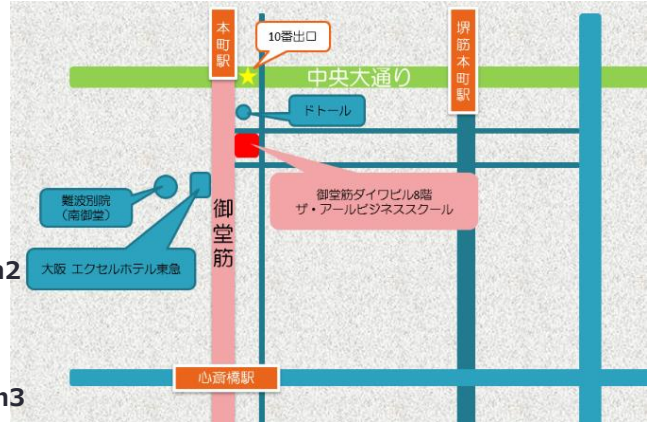 本町駅
10番出口
堺筋本町駅
中央大通り
ドトール
御堂筋ダイワビル8階
ザ・アールビジネススクール
難波別院
（南御堂）
御堂筋
大阪 エクセルホテル東急
n2
心斎橋駅
n3